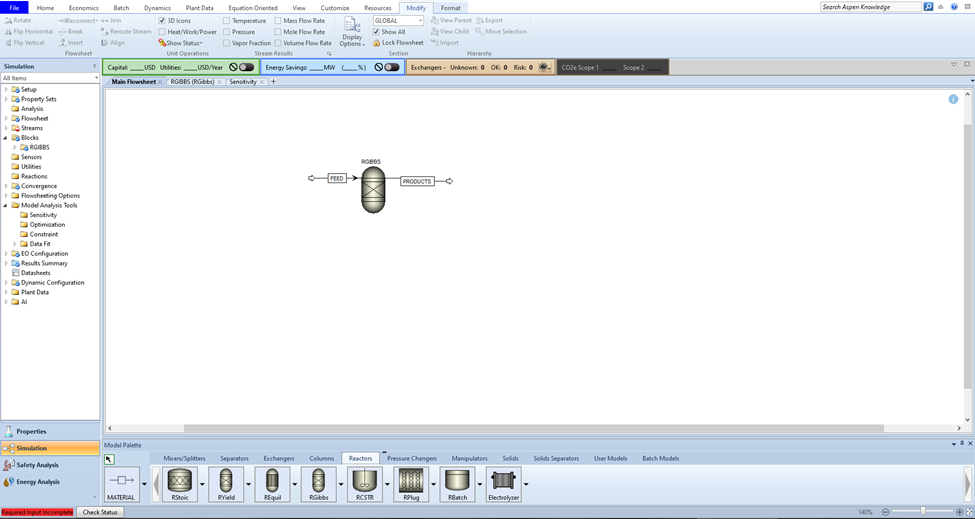 File Home Economics Batch Dynamics Plant Data Equation Oriented View Customize Resources Modify Format Search Aspen Knowledge
Rotate Reconnect Join 3D Icons Temperature Mass Flow Rate GLOBAL View Parent Export
Flip Horizontal Break Reroute Stream Heat/Work/Power Pressure Mole Flow Rate Display Options Show All View Child Move Selection
Flip Vertical Insert Align Show Status Vapor Fraction Volume Flow Rate Lock Flowsheet Import
Flowsheet Unit Operations Stream Results Section Hierarchy
Simulation
Capital: ____ USD Utilities: ____ USD/Year Energy Savings: ____ MW (____%) Exchangers - Unknown: 0 OK: 0 Risk: 0 CO2e Scope 1 ____ Scope 2 ____
All Items
Main Flowsheet RGIBBS (RGibbs) Sensitivity +
Setup
Property Sets
Analysis
Flowsheet
Streams
Blocks
RGIBBS
Sensors
Utilities
Reactions
Convergence
Flowsheeting Options
Model Analysis Tools
Sensitivity
Optimization
Constraint
Data Fit
EO Configuration
Results Summary
Datasheets
Dynamic Configuration
Plant Data
AI
RGIBBS
FEED
PRODUCTS
Properties
Simulation
Safety Analysis
Energy Analysis
Model Palette
Mixers/Splitters Separators Exchangers Columns Reactors Pressure Changers Manipulators Solids Solids Separators User Models Batch Models
MATERIAL RStoic RYield REquil RGibbs RCSTR RPlug RBatch Electrolyzer
Required Input Incomplete Check Status 140%